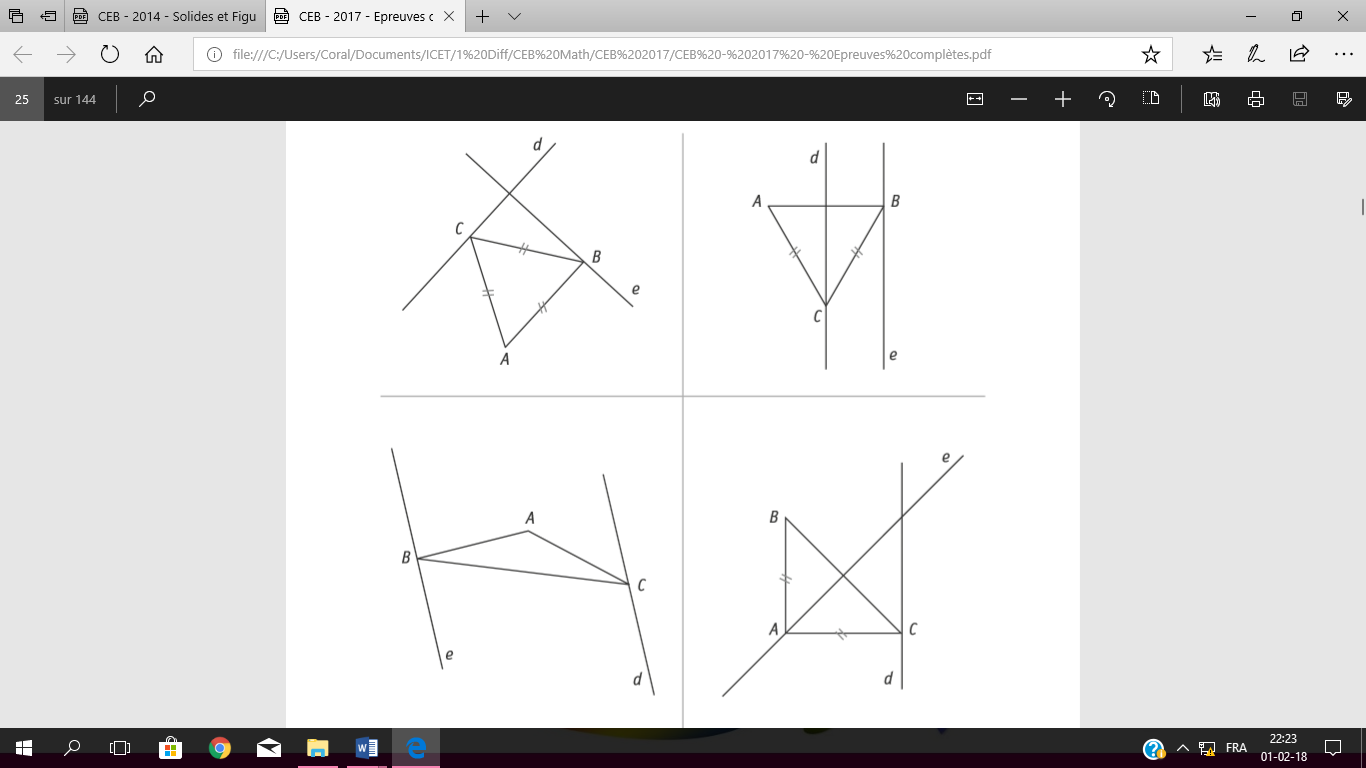 CEB - 2014 - Solides et Figu
CEB - 2017 - Epreuves c
file:///C:/Users/Coral/Documents/ICET/1%20Diff/CEB%20Math/CEB%202017/CEB%20-%202017%20-%20Epreuves%20complètes.pdf
25 sur 144
d
C
B
e
A
d
A
B
C
e
A
B
C
e
d
e
B
A
C
d
FRA
22:23
01-02-18